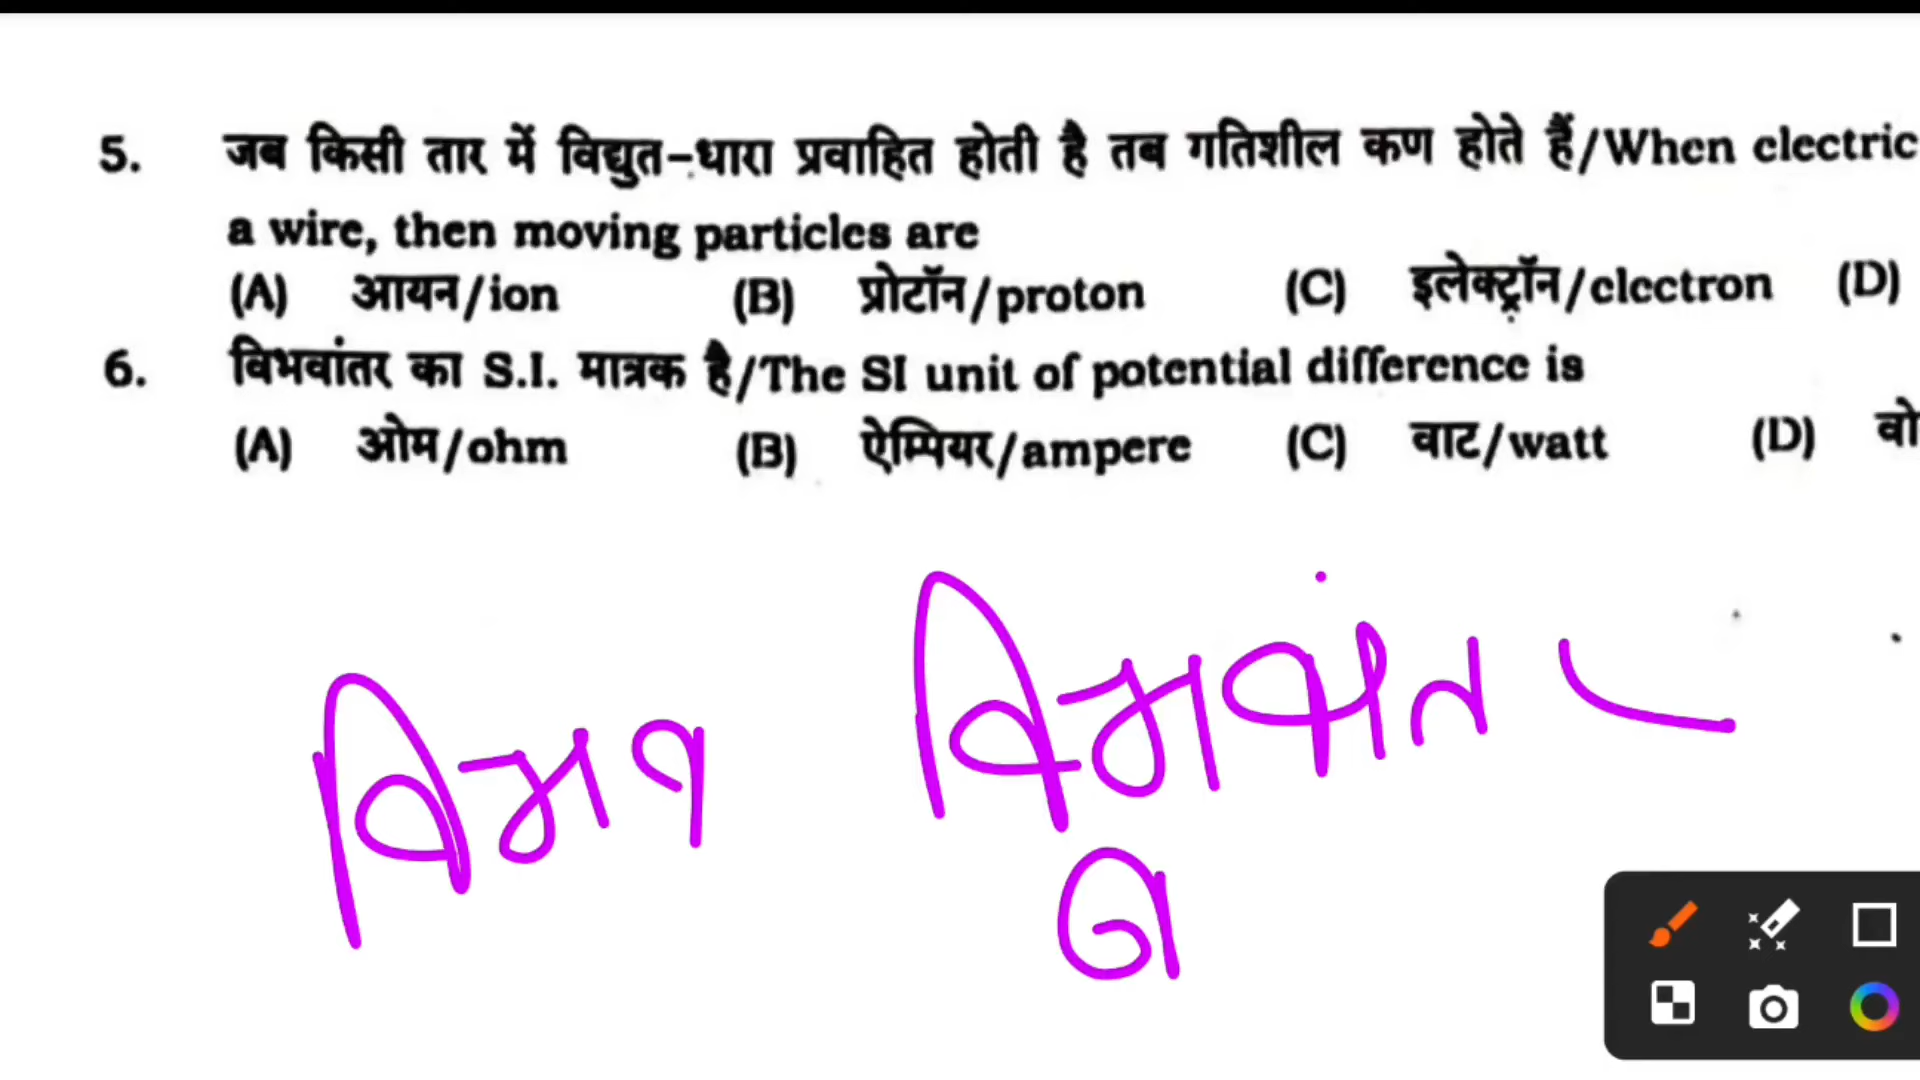 5. जब किसी तार में विद्युत-धारा प्रवाहित होती है तब गतिशील कण होते हैं/When electric
a wire, then moving particles are
(A) आयन/ion (B) प्रोटॉन/proton (C) इलेक्ट्रॉन/electron (D)
6. विभवांतर का S.I. मात्रक है/The SI unit of potential difference is
(A) ओम/ohm (B) ऐम्पियर/ampere (C) वाट/watt (D) वो
विभव विभवांतर